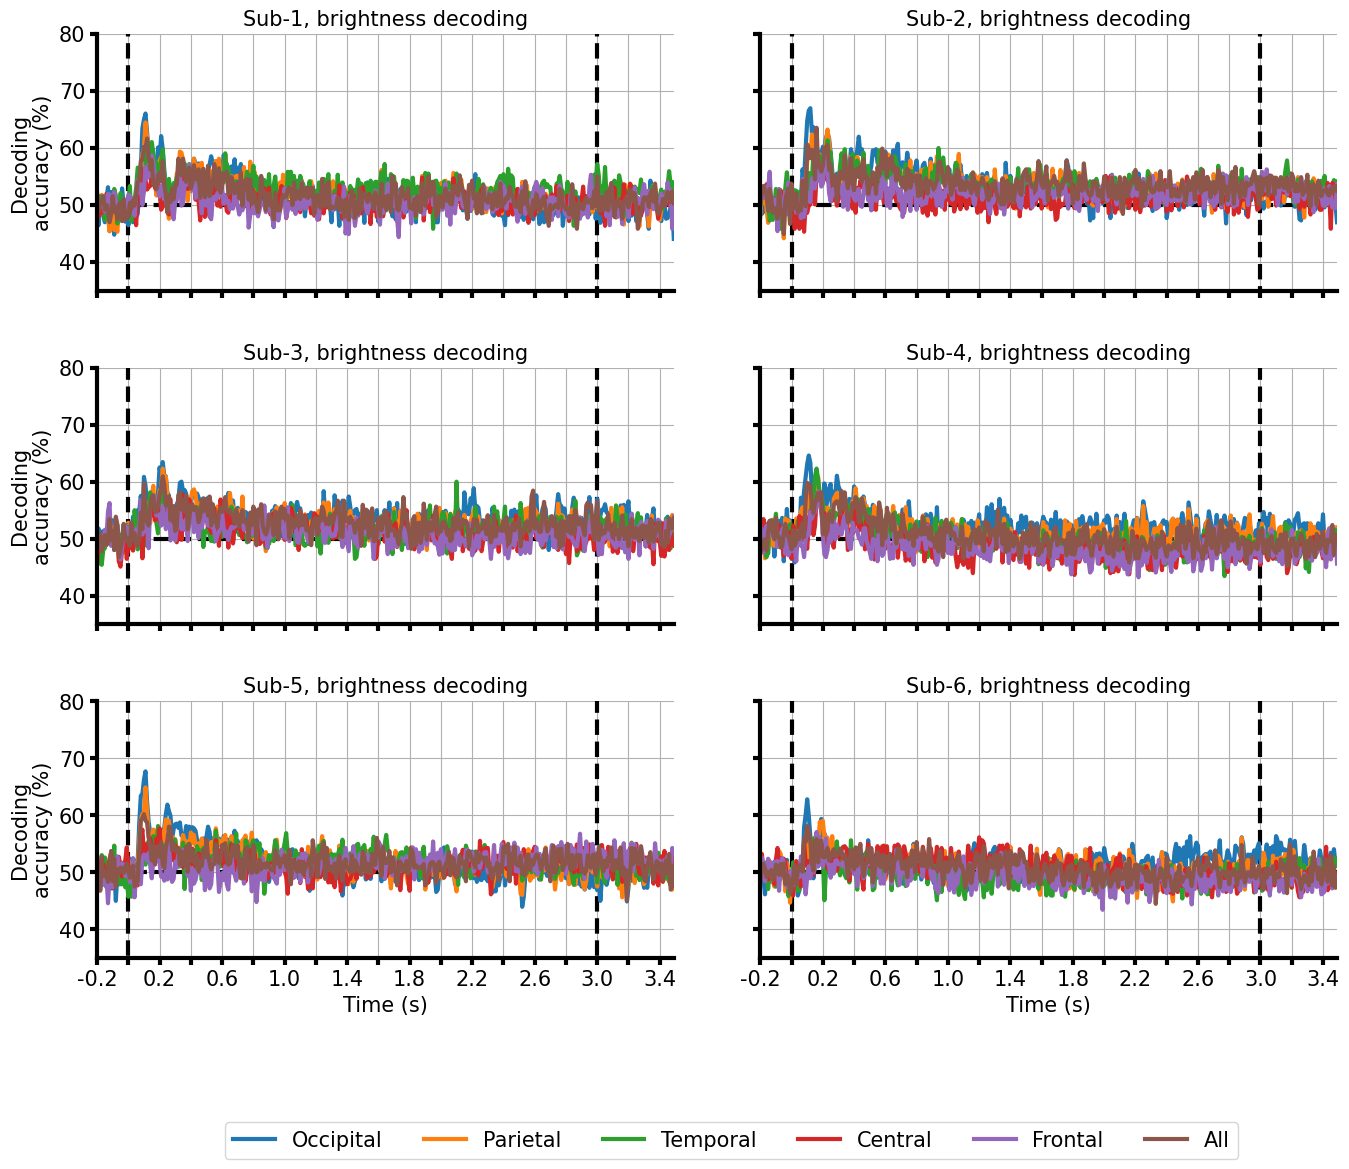 Sub-1, brightness decoding
Sub-2, brightness decoding
Decoding
accuracy (%)
80
70
60
50
40
Sub-3, brightness decoding
Sub-4, brightness decoding
Decoding
accuracy (%)
80
70
60
50
40
Sub-5, brightness decoding
Sub-6, brightness decoding
Decoding
accuracy (%)
80
70
60
50
40
-0.2 0.2 0.6 1.0 1.4 1.8 2.2 2.6 3.0 3.4
Time (s)
-0.2 0.2 0.6 1.0 1.4 1.8 2.2 2.6 3.0 3.4
Time (s)
Occipital Parietal Temporal Central Frontal All